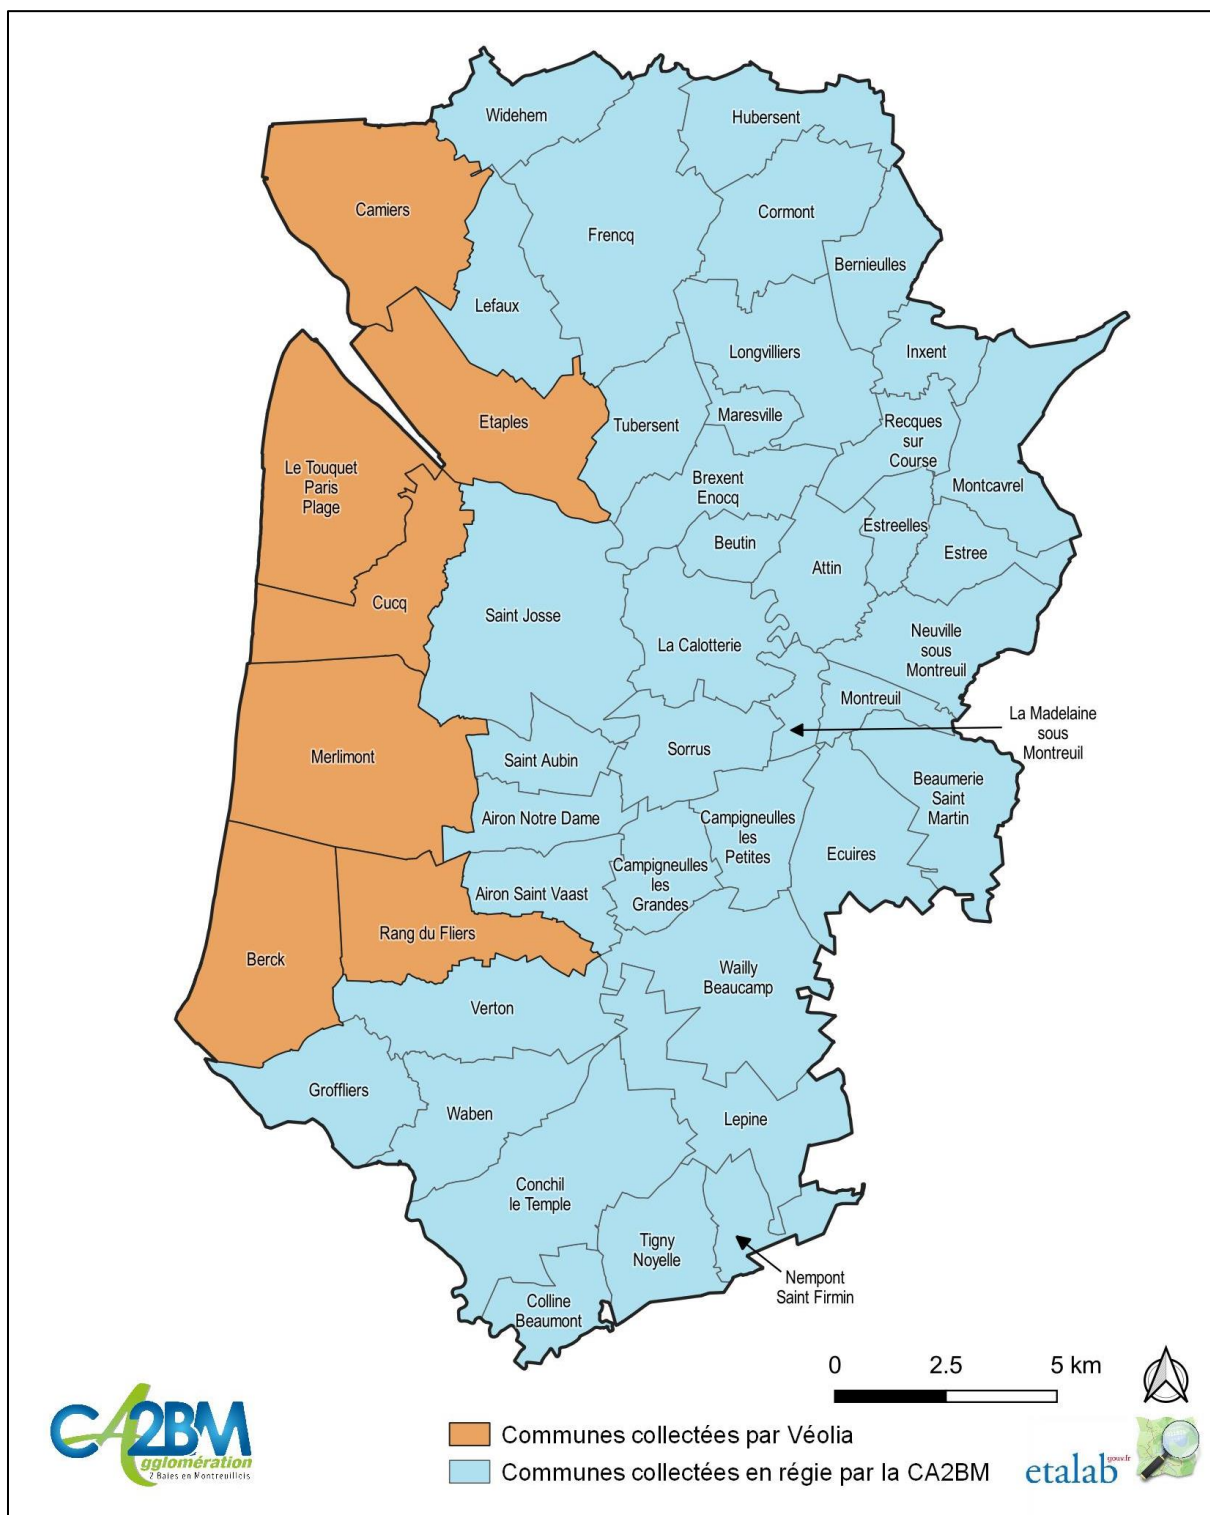 Widehem
Hubersent
Camiers
Cormont
Frencq
Bernieulles
Lefaux
Longvilliers
Inxent
Maresville
Etaples
Tubersent
Recques
sur
Course
Le Touquet
Paris
Plage
Brexent
Enocq
Montcavrel
Estreelles
Beutin
Estree
Attin
Cucq
Saint Josse
La Calotterie
Neuville
sous
Montreuil
Montreuil
La Madelaine
sous
Montreuil
Merlimont
Saint Aubin
Sorrus
Beaumerie
Saint
Martin
Airon Notre Dame
Campigneulles
les
Petites
Ecuires
Campigneulles
les
Grandes
Airon Saint Vaast
Rang du Fliers
Berck
Wailly
Beaucamp
Verton
Groffliers
Waben
Lepine
Conchil
le Temple
Tigny
Noyelle
Nempont
Saint Firmin
Colline
Beaumont
0 2.5 5 km
CA2BM
agglomération
2 Baies en Montreuillois
Communes collectées par Véolia
Communes collectées en régie par la CA2BM
etalab
gouv.fr